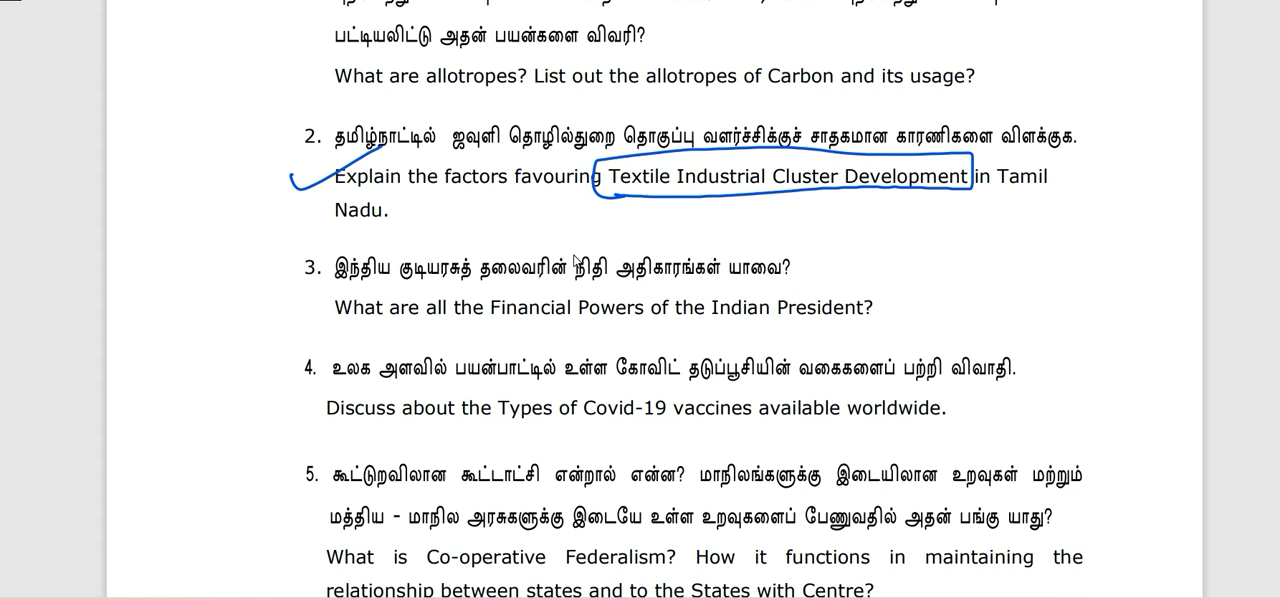 பட்டியலிட்டு அதன் பயன்களை விவரி?
What are allotropes? List out the allotropes of Carbon and its usage?
2. தமிழ்நாட்டில் ஜவுளி தொழில்துறை தொகுப்பு வளர்ச்சிக்குச் சாதகமான காரணிகளை விளக்குக.
Explain the factors favouring Textile Industrial Cluster Development in Tamil
Nadu.
3. இந்திய குடியரசுத் தலைவரின் நிதி அதிகாரங்கள் யாவை?
What are all the Financial Powers of the Indian President?
4. உலக அளவில் பயன்பாட்டில் உள்ள கோவிட் தடுப்பூசியின் வகைகளைப் பற்றி விவாதி.
Discuss about the Types of Covid-19 vaccines available worldwide.
5. கூட்டுறவிலான கூட்டாட்சி என்றால் என்ன? மாநிலங்களுக்கு இடையிலான உறவுகள் மற்றும்
மத்திய - மாநில அரசுகளுக்கு இடையே உள்ள உறவுகளைப் பேணுவதில் அதன் பங்கு யாது?
What is Co-operative Federalism? How it functions in maintaining the
relationship between states and to the States with Centre?